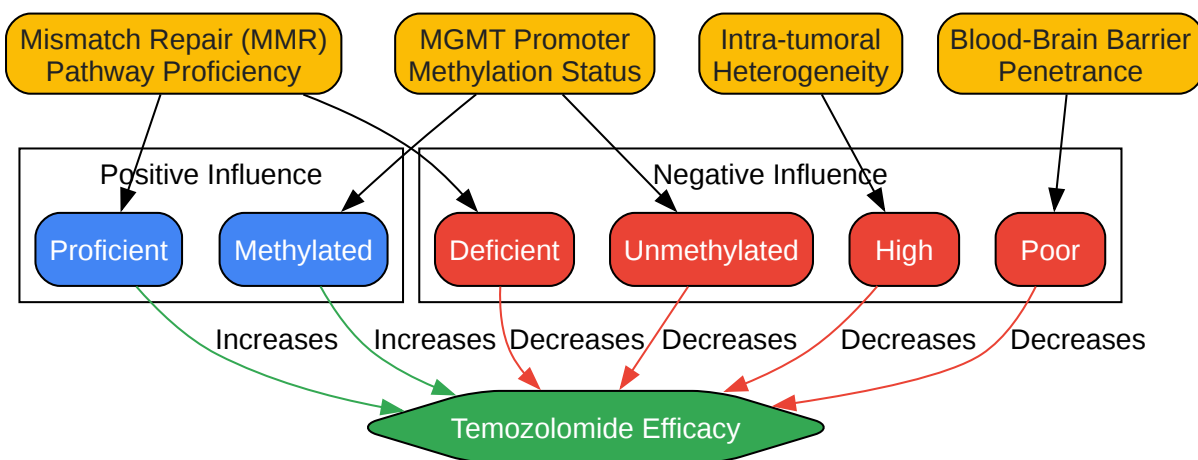 Mismatch Repair (MMR)
Pathway Proficiency
MGMT Promoter
Methylation Status
Intra-tumoral
Heterogeneity
Blood-Brain Barrier
Penetrance
Positive Influence
Negative Influence
Proficient
Methylated
Deficient
Unmethylated
High
Poor
Increases
Increases
Decreases
Decreases
Decreases
Decreases
Temozolomide Efficacy